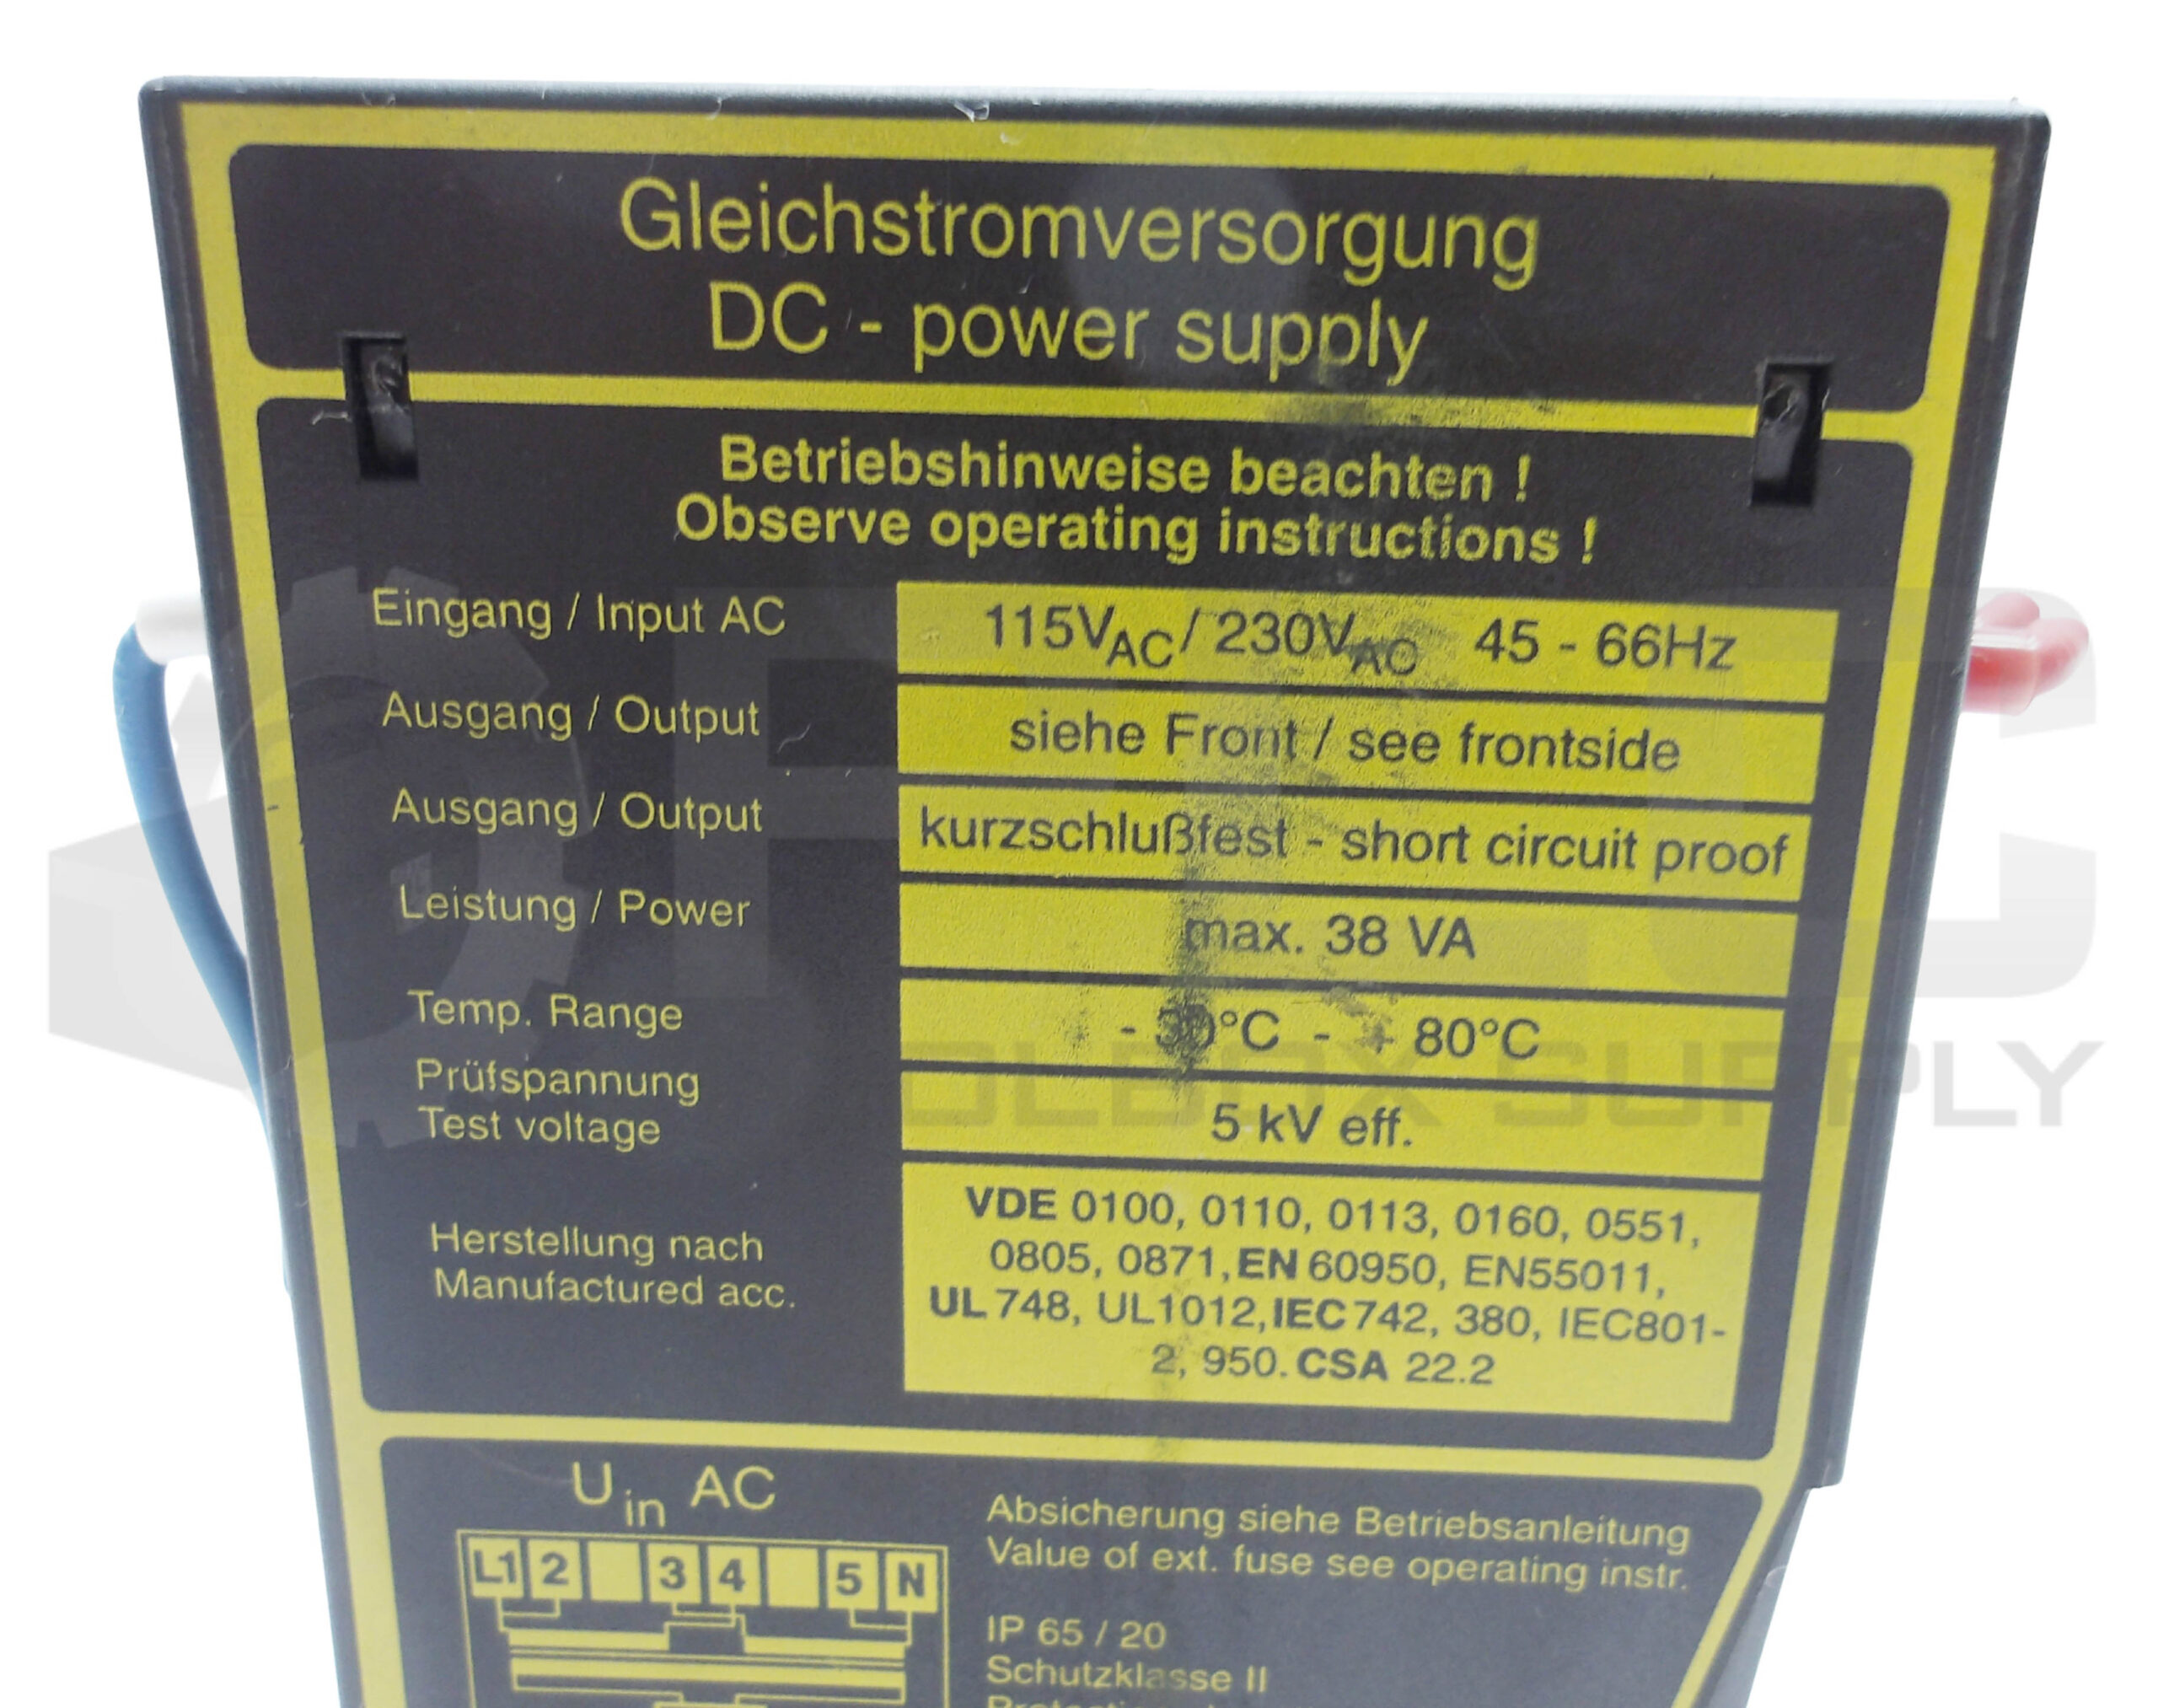 Gleichstromversorgung
DC - power supply
Betriebshinweise beachten !
Observe operating instructions !
Eingang / Input AC 115VAC / 230VAC 45 - 66Hz
Ausgang / Output siehe Front / see frontside
Ausgang / Output kurzschlußfest - short circuit proof
Leistung / Power max. 38 VA
Temp. Range - 30°C - + 80°C
Prüfspannung
Test voltage 5 kV eff.
Herstellung nach
Manufactured acc.
VDE 0100, 0110, 0113, 0160, 0551,
0805, 0871, EN 60950, EN55011,
UL 748, UL1012, IEC 742, 380, IEC801-
2, 950. CSA 22.2
Uin AC
L1 2 3 4 5 N
Absicherung siehe Betriebsanleitung
Value of ext. fuse see operating instr.
IP 65 / 20
Schutzklasse II
SUPPLY